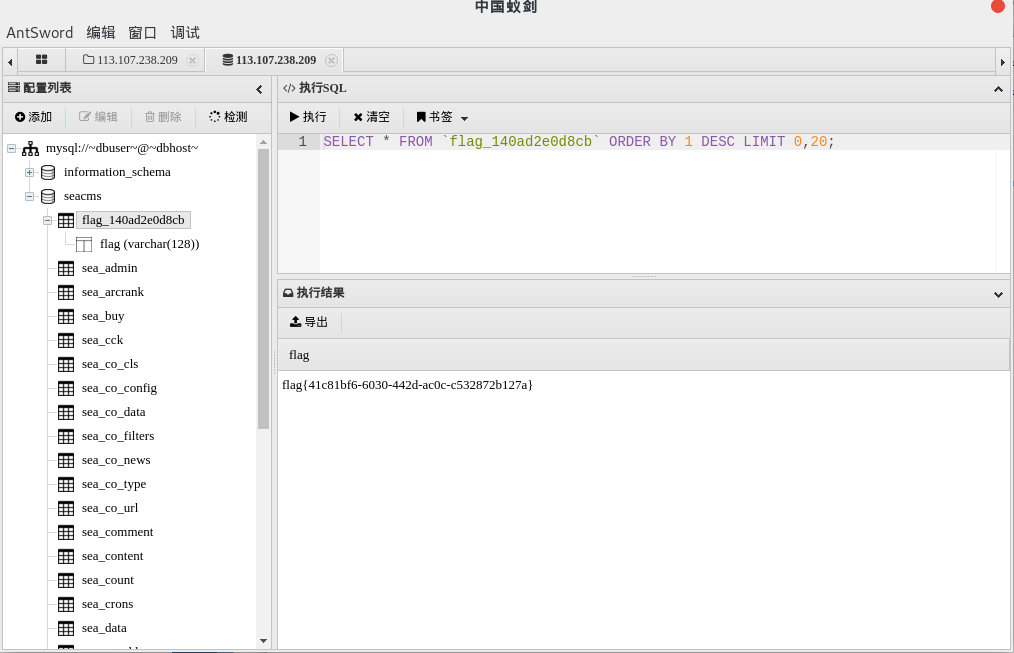 中国蚁剑
AntSword 编辑 窗口 调试
113.107.238.209 113.107.238.209
配置列表
添加 编辑 删除 检测
mysql://~dbuser~@~dbhost~
information_schema
seacms
flag_140ad2e0d8cb
flag (varchar(128))
sea_admin
sea_arcrank
sea_buy
sea_cck
sea_co_cls
sea_co_config
sea_co_data
sea_co_filters
sea_co_news
sea_co_type
sea_co_url
sea_comment
sea_content
sea_count
sea_crons
sea_data
</> 执行SQL
执行 清空 书签
1 SELECT * FROM `flag_140ad2e0d8cb` ORDER BY 1 DESC LIMIT 0,20;
执行结果
导出
flag
flag{41c81bf6-6030-442d-ac0c-c532872b127a}